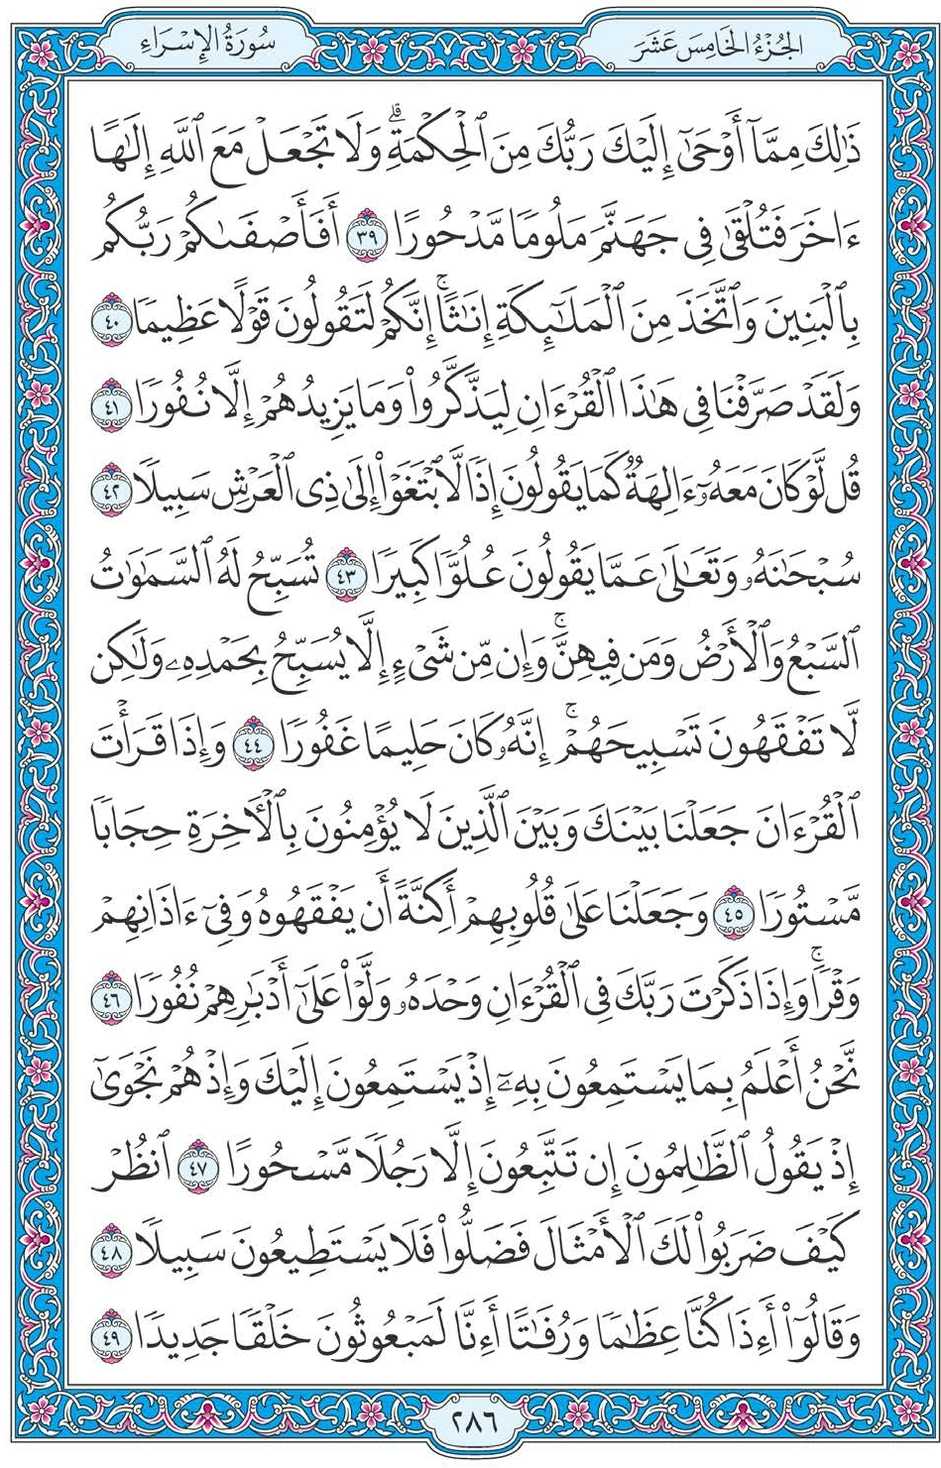 الجُزْءُ الخَامِسَ عَشَرَ
سُورَةُ الإِسْرَاءِ
ذَٰلِكَ مِمَّآ أَوْحَىٰٓ إِلَيْكَ رَبُّكَ مِنَ ٱلْحِكْمَةِۗ وَلَا تَجْعَلْ مَعَ ٱللَّهِ إِلَٰهًا
ءَاخَرَ فَتُلْقَىٰ فِى جَهَنَّمَ مَلُومًا مَّدْحُورًا ٣٩ أَفَأَصْفَىٰكُمْ رَبُّكُم
بِٱلْبَنِينَ وَٱتَّخَذَ مِنَ ٱلْمَلَٰٓئِكَةِ إِنَٰثًاۚ إِنَّكُمْ لَتَقُولُونَ قَوْلًا عَظِيمًا ٤٠
وَلَقَدْ صَرَّفْنَا فِى هَٰذَا ٱلْقُرْءَانِ لِيَذَّكَّرُوا۟ وَمَا يَزِيدُهُمْ إِلَّا نُفُورًا ٤١
قُل لَّوْ كَانَ مَعَهُۥٓ ءَالِهَةٌ كَمَا يَقُولُونَ إِذًا لَّٱبْتَغَوْا۟ إِلَىٰ ذِى ٱلْعَرْشِ سَبِيلًا ٤٢
سُبْحَٰنَهُۥ وَتَعَٰلَىٰ عَمَّا يَقُولُونَ عُلُوًّا كَبِيرًا ٤٣ تُسَبِّحُ لَهُ ٱلسَّمَٰوَٰتُ
ٱلسَّبْعُ وَٱلْأَرْضُ وَمَن فِيهِنَّۚ وَإِن مِّن شَىْءٍ إِلَّا يُسَبِّحُ بِحَمْدِهِۦ وَلَٰكِن
لَّا تَفْقَهُونَ تَسْبِيحَهُمْۚ إِنَّهُۥ كَانَ حَلِيمًا غَفُورًا ٤٤ وَإِذَا قَرَأْتَ
ٱلْقُرْءَانَ جَعَلْنَا بَيْنَكَ وَبَيْنَ ٱلَّذِينَ لَا يُؤْمِنُونَ بِٱلْءَاخِرَةِ حِجَابًا
مَّسْتُورًا ٤٥ وَجَعَلْنَا عَلَىٰ قُلُوبِهِمْ أَكِنَّةً أَن يَفْقَهُوهُ وَفِىٓ ءَاذَانِهِمْ
وَقْرًاۚ وَإِذَا ذَكَرْتَ رَبَّكَ فِى ٱلْقُرْءَانِ وَحْدَهُۥ وَلَّوْا۟ عَلَىٰٓ أَدْبَٰرِهِمْ نُفُورًا ٤٦
نَّحْنُ أَعْلَمُ بِمَا يَسْتَمِعُونَ بِهِۦٓ إِذْ يَسْتَمِعُونَ إِلَيْكَ وَإِذْ هُمْ نَجْوَىٰٓ
إِذْ يَقُولُ ٱلظَّٰلِمُونَ إِن تَتَّبِعُونَ إِلَّا رَجُلًا مَّسْحُورًا ٤٧ ٱنظُرْ
كَيْفَ ضَرَبُوا۟ لَكَ ٱلْأَمْثَالَ فَضَلُّوا۟ فَلَا يَسْتَطِيعُونَ سَبِيلًا ٤٨
وَقَالُوٓا۟ أَءِذَا كُنَّا عِظَٰمًا وَرُفَٰتًا أَءِنَّا لَمَبْعُوثُونَ خَلْقًا جَدِيدًا ٤٩
٢٨٦